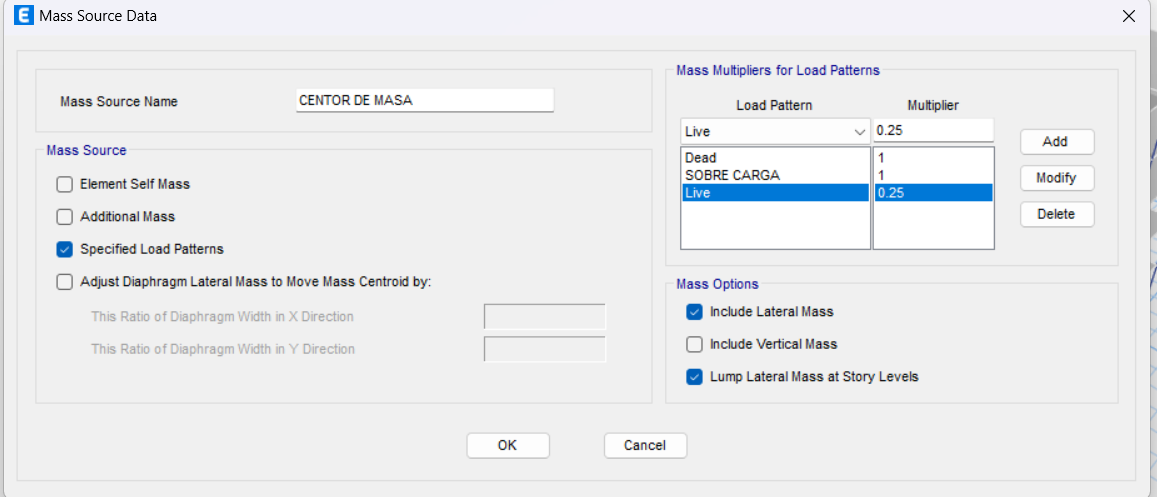 E Mass Source Data
Mass Source Name CENTOR DE MASA
Mass Source
Element Self Mass
Additional Mass
Specified Load Patterns
Adjust Diaphragm Lateral Mass to Move Mass Centroid by:
This Ratio of Diaphragm Width in X Direction
This Ratio of Diaphragm Width in Y Direction
Mass Multipliers for Load Patterns
Load Pattern Multiplier
Live 0.25 Add
Dead 1
SOBRE CARGA 1 Modify
Live 0.25
Delete
Mass Options
Include Lateral Mass
Include Vertical Mass
Lump Lateral Mass at Story Levels
OK Cancel